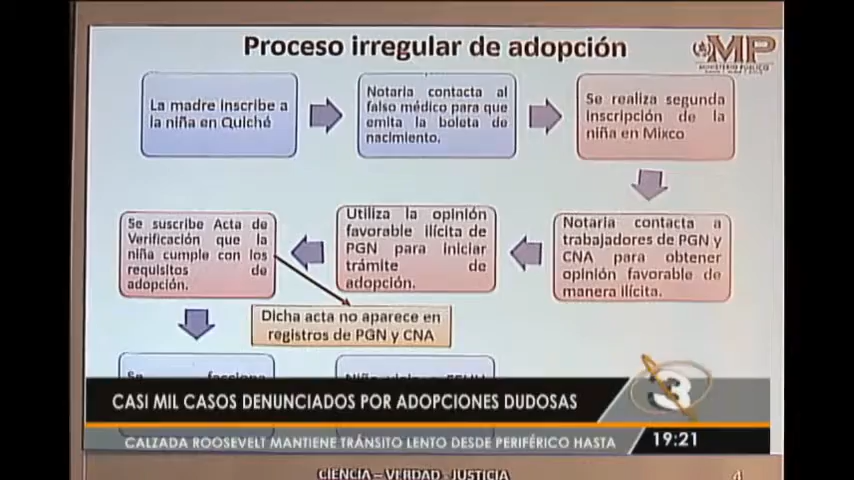 Proceso irregular de adopción
MP
MINISTERIO PÚBLICO
La madre inscribe a
la niña en Quiché
Notaria contacta al
falso médico para que
emita la boleta de
nacimiento.
Se realiza segunda
inscripción de la
niña en Mixco
Se suscribe Acta de
Verificación que la
niña cumple con los
requisitos de
adopción.
Utiliza la opinión
favorable ilícita de
PGN para iniciar
trámite de
adopción.
Notaria contacta a
trabajadores de PGN y
CNA para obtener
opinión favorable de
manera ilícita.
Dicha acta no aparece en
registros de PGN y CNA
Se facciona
CASI MIL CASOS DENUNCIADOS POR ADOPCIONES DUDOSAS
3
CALZADA ROOSEVELT MANTIENE TRÁNSITO LENTO DESDE PERIFÉRICO HASTA
19:21
CIENCIA – VERDAD - JUSTICIA
4